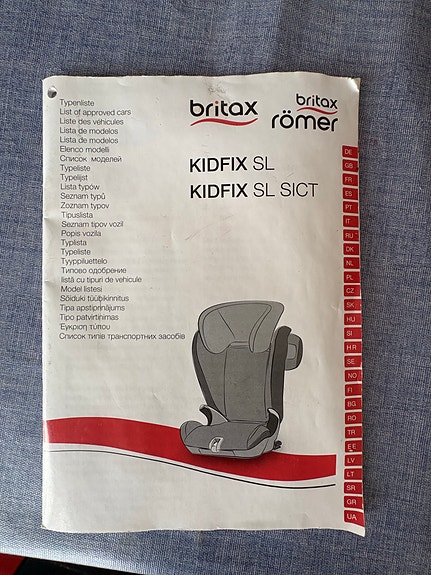 Typenliste
List of approved cars
Liste des véhicules
Lista de modelos
Lista de modelos
Elenco modelli
Список моделей
Typeliste
Typelijst
Lista typów
Seznam typů
Zoznam typov
Tipuslista
Seznam tipov vozil
Popis vozila
Typlista
Typeliste
Tyyppiluettelo
Типово одобрение
listă cu tipuri de vehicule
Model listesi
Sõiduki tüübikinnitus
Tipa apstiprinājums
Tipo patvirtinimas
Έγκριση τύπου
Список типів транспортних засобів
britax
britax
römer
KIDFIX SL
KIDFIX SL SICT
DE
GB
FR
ES
PT
IT
RU
DK
NL
PL
CZ
SK
HU
SI
HR
SE
NO
FI
BG
RO
TR
EE
LV
LT
SR
GR
UA